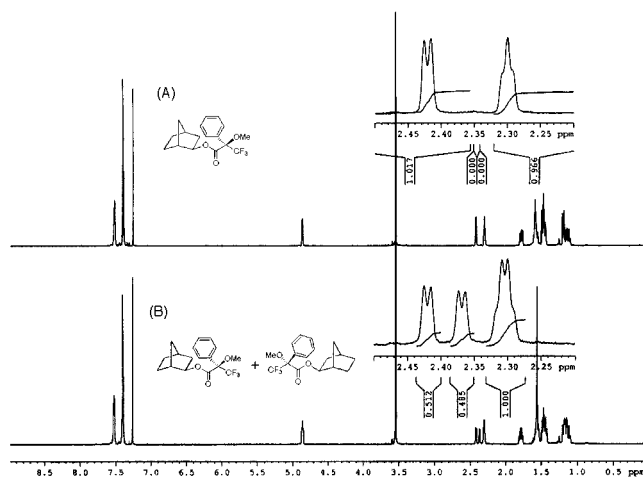 (A)
OMe
O
CF₃
O
2.45 2.40 2.35 2.30 2.25 ppm
1.017
0.000
0.000
0.966
(B)
OMe
O
CF₃
O
+
MeO
F₃C
O
O
2.45 2.40 2.35 2.30 2.25 ppm
0.512
0.485
1.000
8.5 8.0 7.5 7.0 6.5 6.0 5.5 5.0 4.5 4.0 3.5 3.0 2.5 2.0 1.5 1.0 0.5 ppm